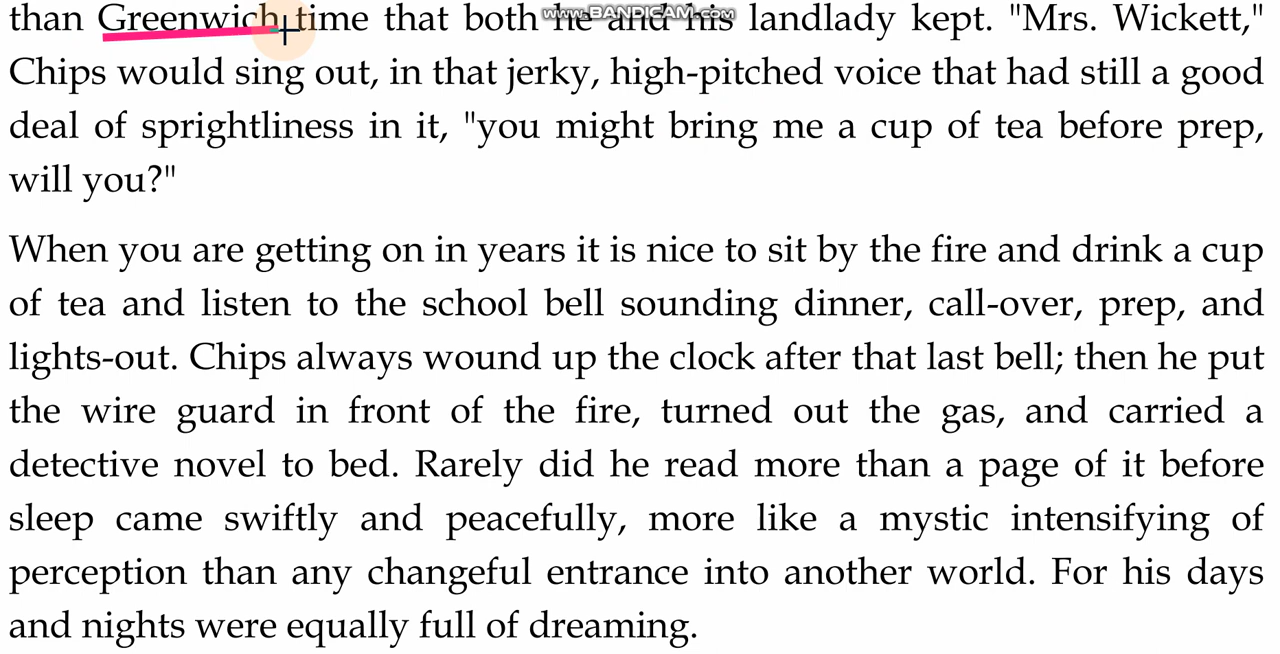 than Greenwich time that both he and his landlady kept. "Mrs. Wickett,"
www.BANDICAM.com
Chips would sing out, in that jerky, high-pitched voice that had still a good
deal of sprightliness in it, "you might bring me a cup of tea before prep,
will you?"
When you are getting on in years it is nice to sit by the fire and drink a cup
of tea and listen to the school bell sounding dinner, call-over, prep, and
lights-out. Chips always wound up the clock after that last bell; then he put
the wire guard in front of the fire, turned out the gas, and carried a
detective novel to bed. Rarely did he read more than a page of it before
sleep came swiftly and peacefully, more like a mystic intensifying of
perception than any changeful entrance into another world. For his days
and nights were equally full of dreaming.